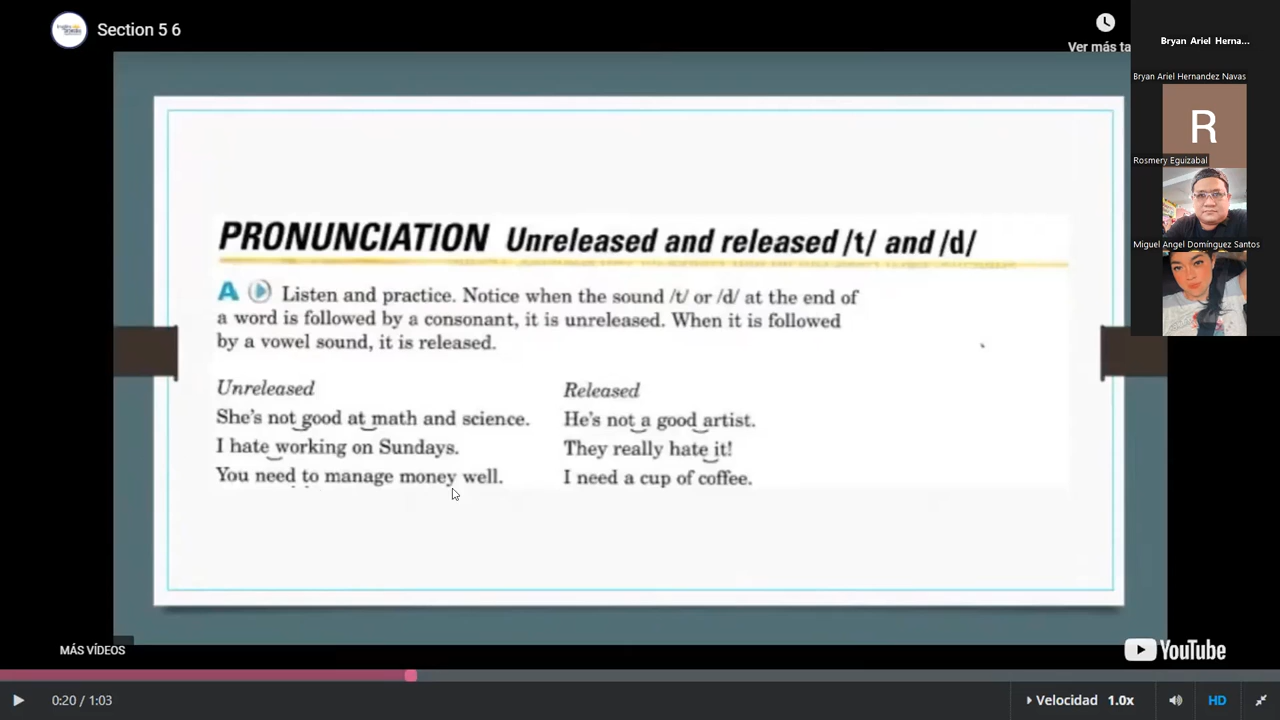 Section 5 6
Ver más ta
Bryan Ariel Herna...
Bryan Ariel Hernandez Navas
R
Rosmery Eguizabal
Miguel Angel Domínguez Santos
PRONUNCIATION Unreleased and released /t/ and /d/
A Listen and practice. Notice when the sound /t/ or /d/ at the end of
a word is followed by a consonant, it is unreleased. When it is followed
by a vowel sound, it is released.
Unreleased
She's not good at math and science.
I hate working on Sundays.
You need to manage money well.
Released
He's not a good artist.
They really hate it!
I need a cup of coffee.
MÁS VÍDEOS
YouTube
0:20 / 1:03
Velocidad 1.0x
HD